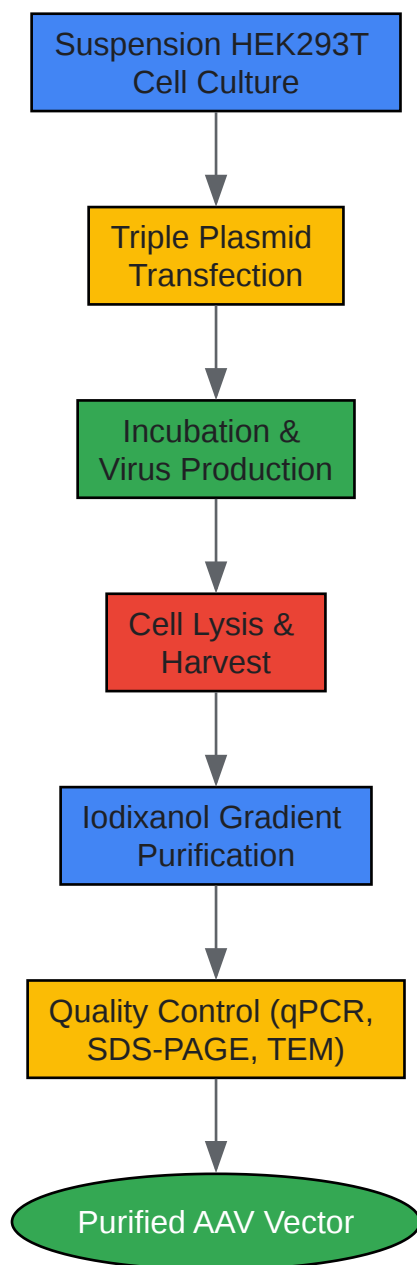 Suspension HEK293T
Cell Culture
Triple Plasmid
Transfection
Incubation &
Virus Production
Cell Lysis &
Harvest
Iodixanol Gradient
Purification
Quality Control (qPCR,
SDS-PAGE, TEM)
Purified AAV Vector